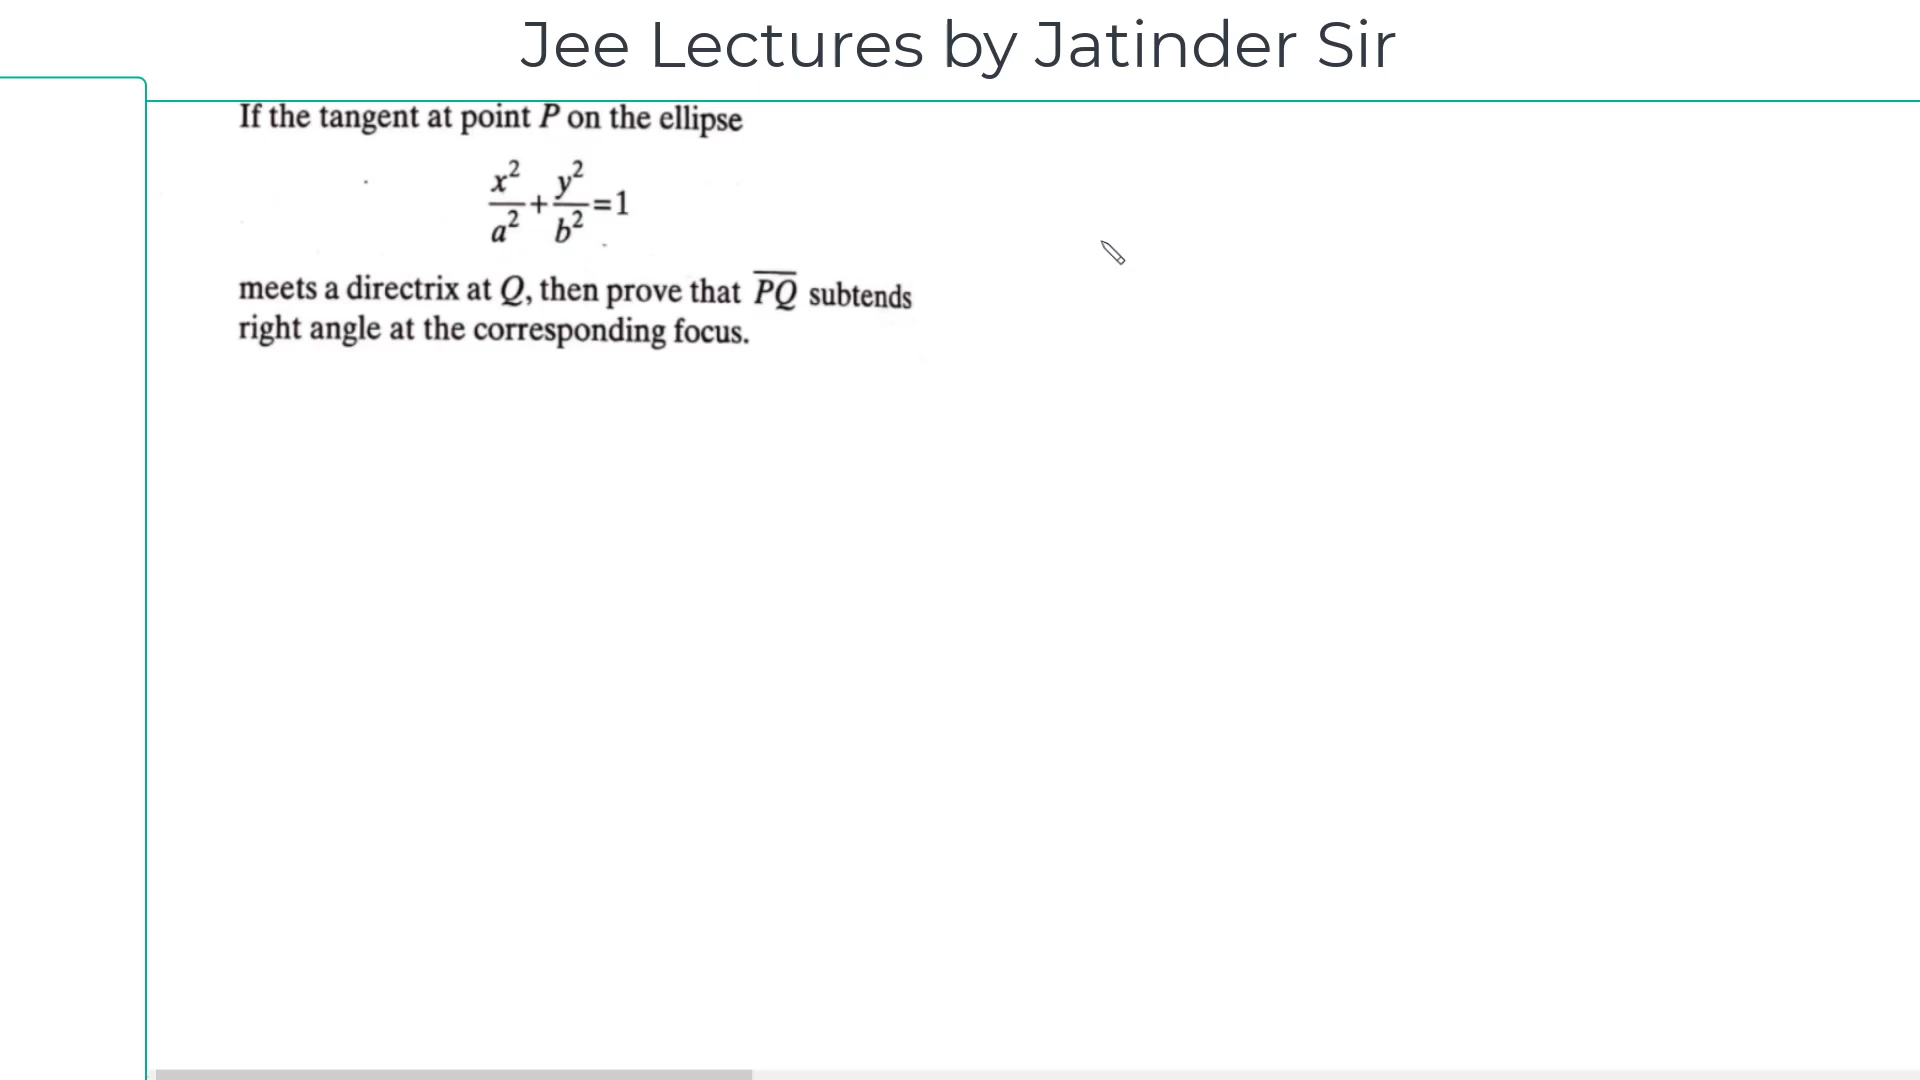 Jee Lectures by Jatinder Sir
If the tangent at point P on the ellipse
x²/a² + y²/b² = 1
meets a directrix at Q, then prove that P̅Q̅ subtends
right angle at the corresponding focus.